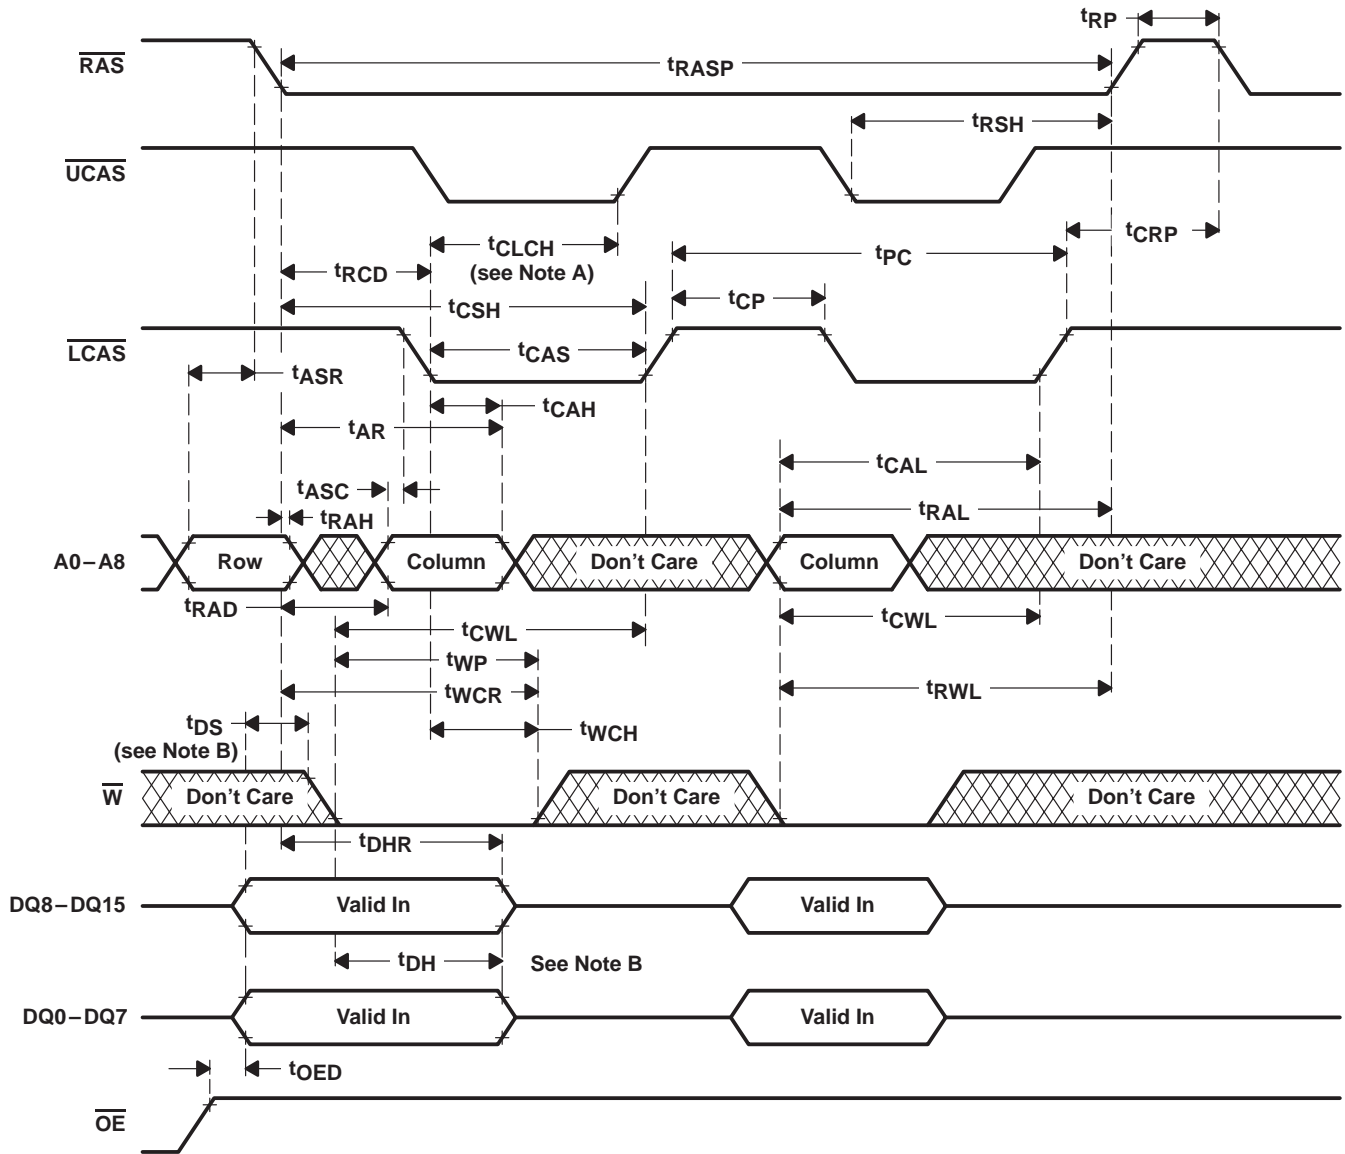 tRP
RAS
tRASP
tRSH
UCAS
tCRP
tCLCH
(see Note A)
tPC
tRCD
tCSH
tCP
LCAS
tCAS
tASR
tCAH
tAR
tCAL
tASC
tRAH
tRAL
A0–A8
Row
Column
Don't Care
Column
Don't Care
tRAD
tCWL
tCWL
tWP
tWCR
tRWL
tDS
(see Note B)
tWCH
W
Don't Care
Don't Care
Don't Care
tDHR
DQ8–DQ15
Valid In
Valid In
tDH
See Note B
DQ0–DQ7
Valid In
Valid In
tOED
OE